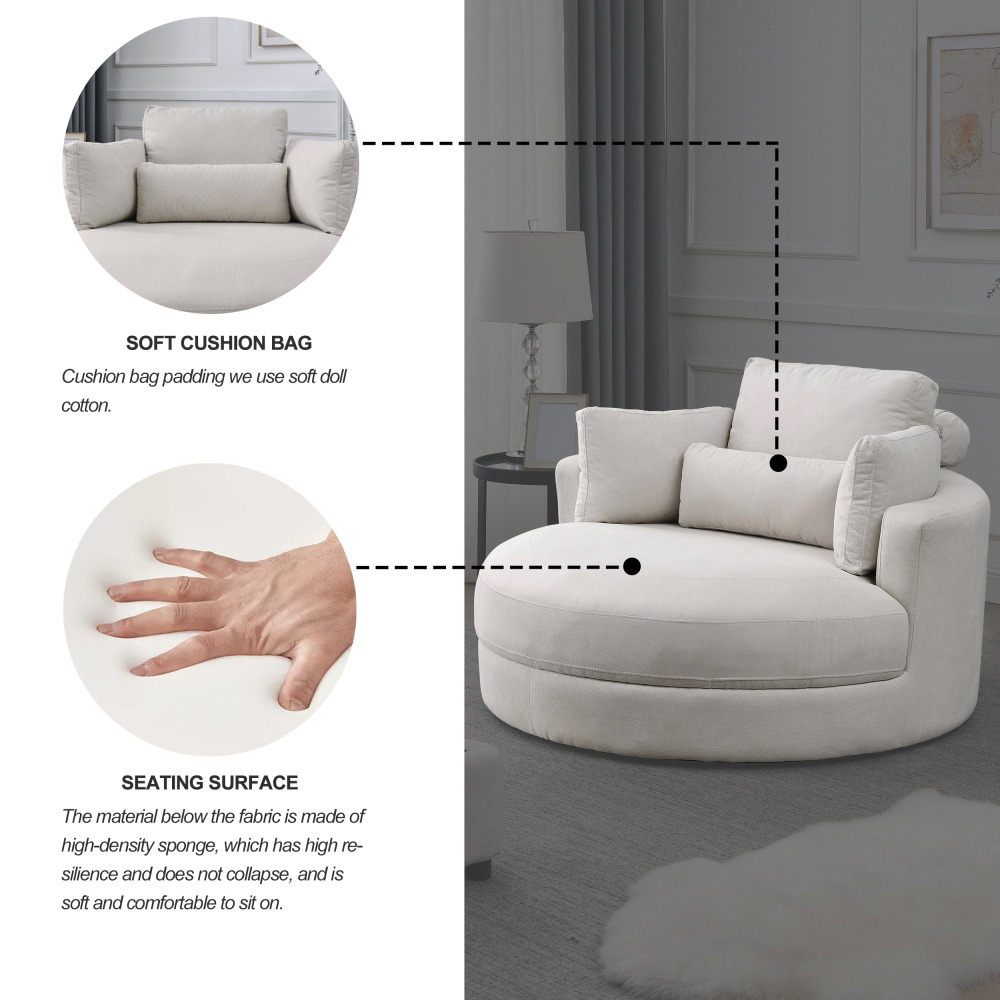 SOFT CUSHION BAG
Cushion bag padding we use soft doll
cotton.
SEATING SURFACE
The material below the fabric is made of
high-density sponge, which has high re-
silience and does not collapse, and is
soft and comfortable to sit on.